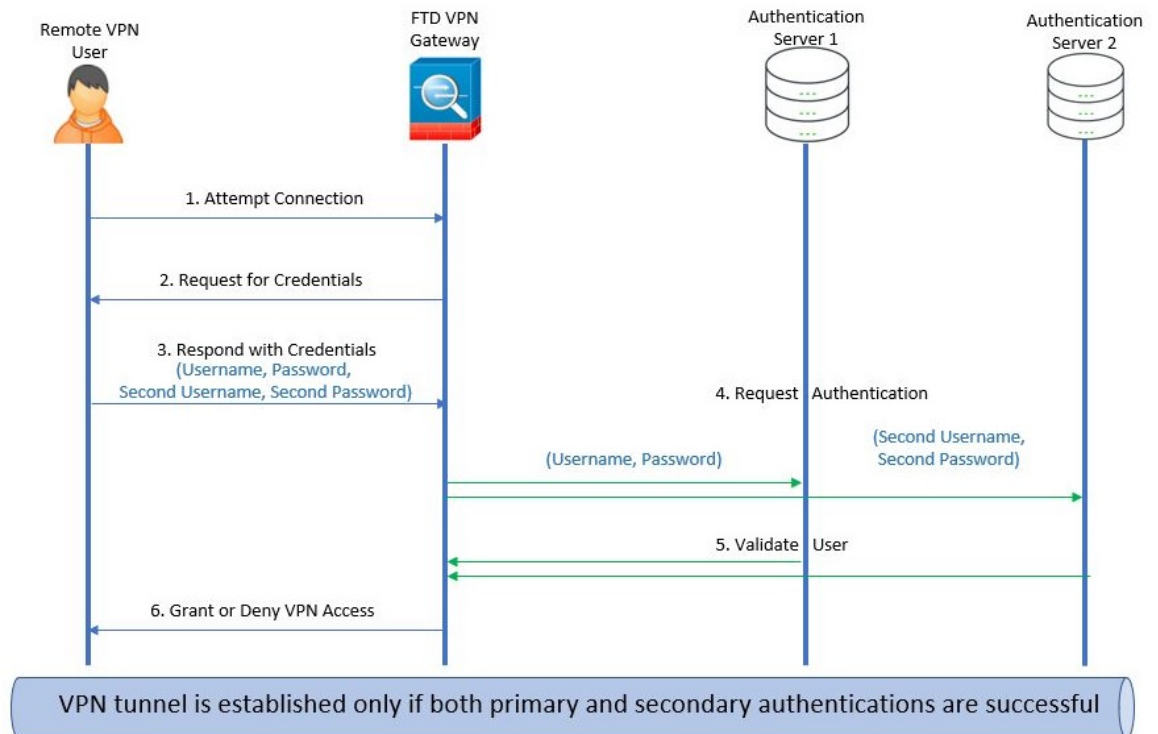 Remote VPN
User
FTD VPN
Gateway
Authentication
Server 1
Authentication
Server 2
1. Attempt Connection
2. Request for Credentials
3. Respond with Credentials
(Username, Password,
Second Username, Second Password)
4. Request Authentication
(Username, Password)
(Second Username,
Second Password)
5. Validate User
6. Grant or Deny VPN Access
VPN tunnel is established only if both primary and secondary authentications are successful